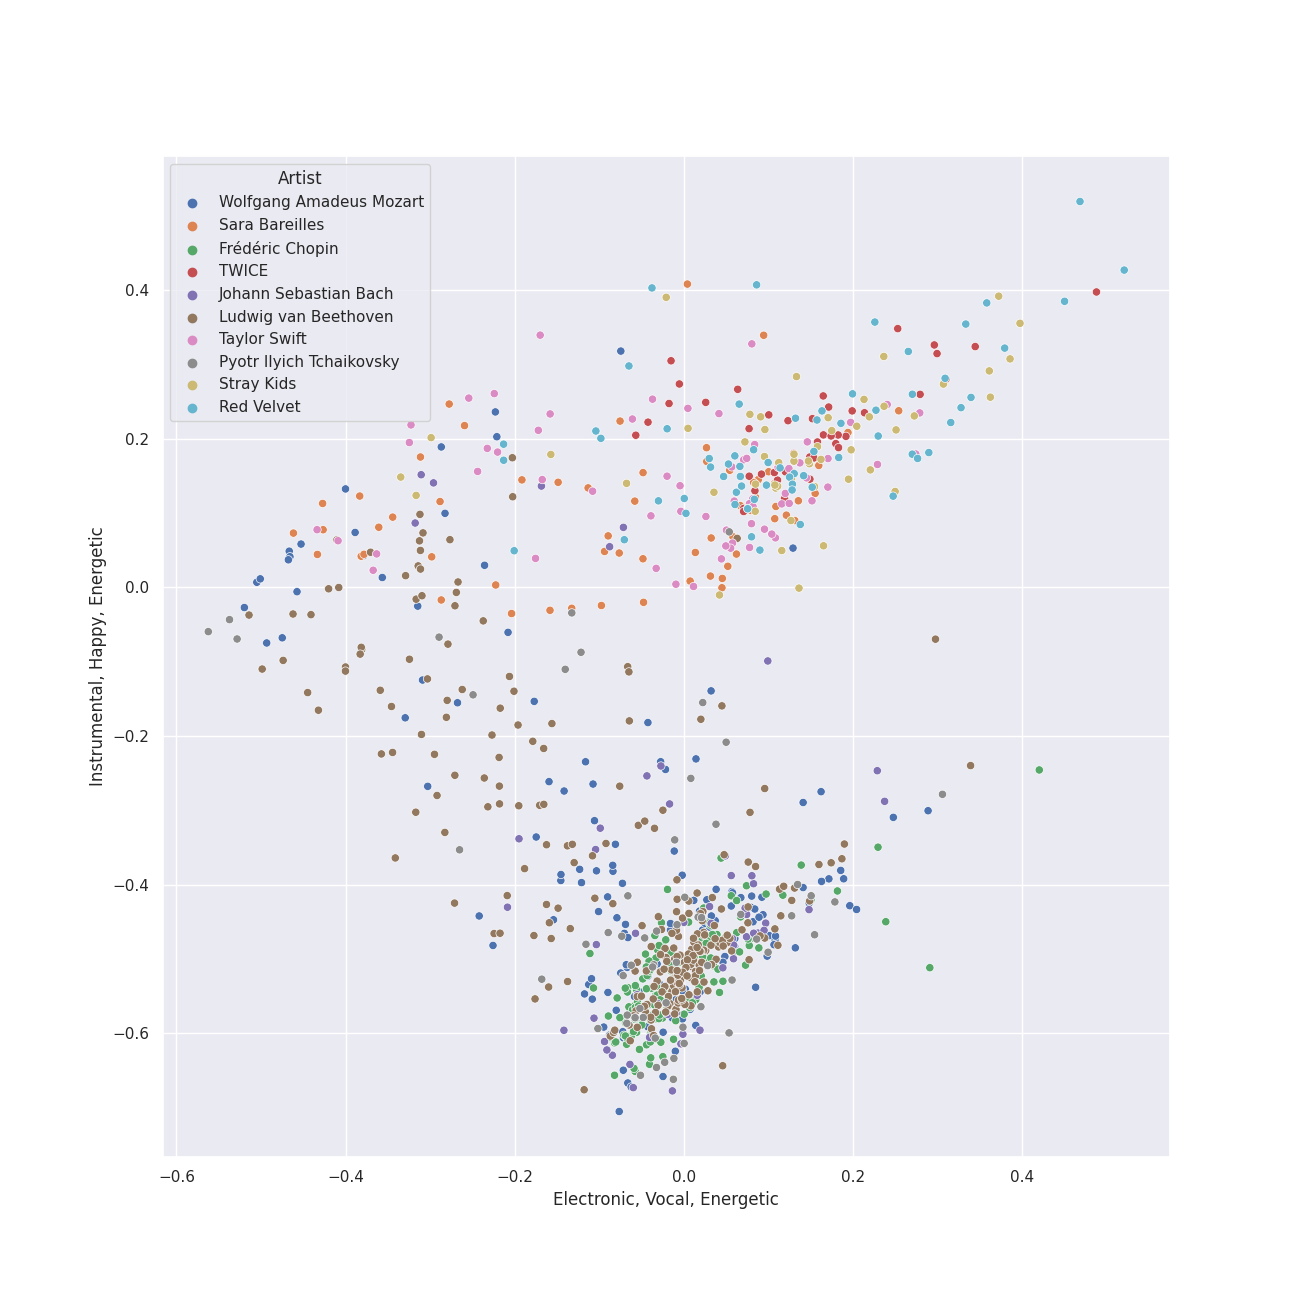 Artist
Wolfgang Amadeus Mozart
Sara Bareilles
Frédéric Chopin
TWICE
Johann Sebastian Bach
Ludwig van Beethoven
Taylor Swift
Pyotr Ilyich Tchaikovsky
Stray Kids
Red Velvet
Instrumental, Happy, Energetic
0.4
0.2
0.0
−0.2
−0.4
−0.6
−0.6 −0.4 −0.2 0.0 0.2 0.4
Electronic, Vocal, Energetic